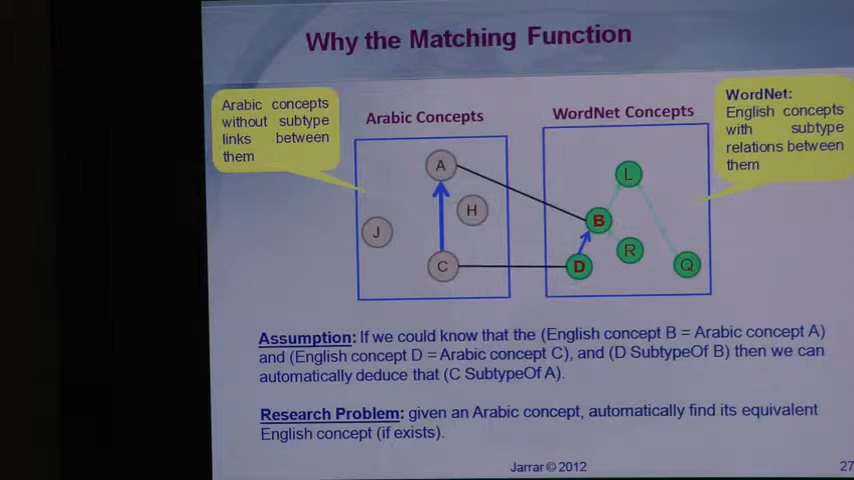 Why the Matching Function
Arabic concepts
without subtype
links between
them
Arabic Concepts
WordNet Concepts
WordNet:
English concepts
with subtype
relations between
them
A
H
J
C
L
B
R
D
Q
Assumption: If we could know that the (English concept B = Arabic concept A)
and (English concept D = Arabic concept C), and (D SubtypeOf B) then we can
automatically deduce that (C SubtypeOf A).
Research Problem: given an Arabic concept, automatically find its equivalent
English concept (if exists).
Jarrar © 2012
27